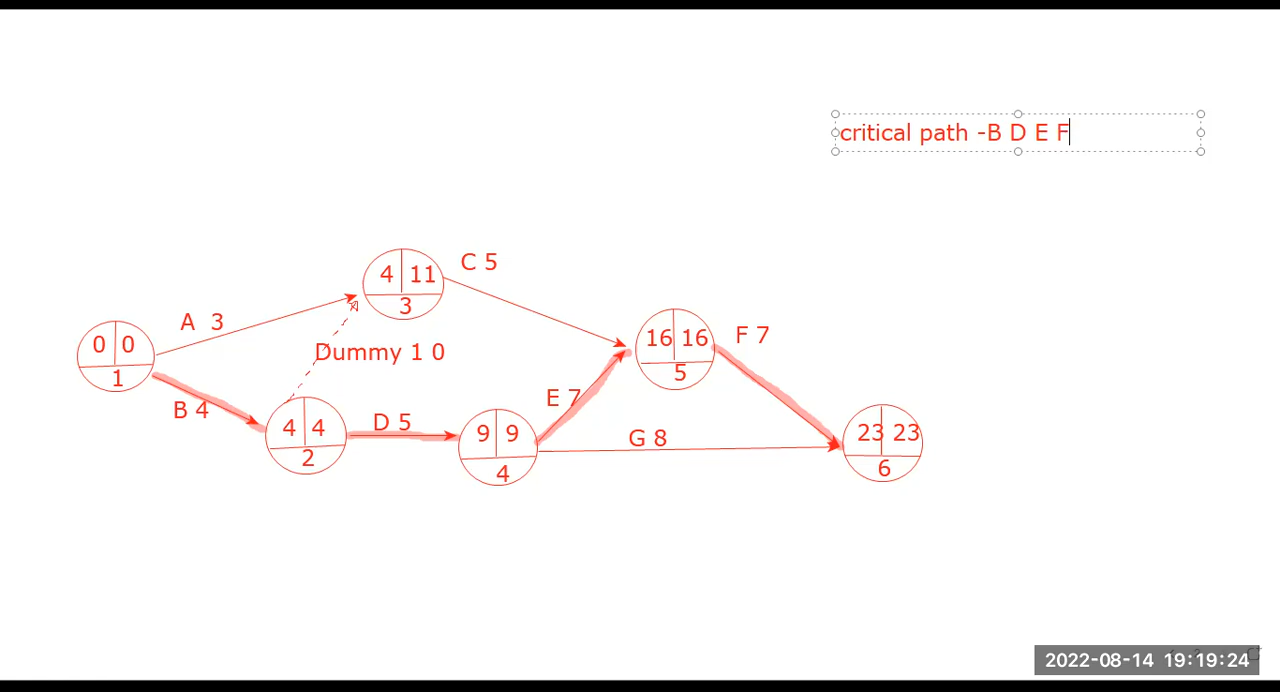 critical path -B D E F
C 5
4 11
3
A 3
0 0
1
Dummy 1 0
16 16
5
F 7
B 4
4 4
2
D 5
9 9
4
E 7
G 8
23 23
6
2022-08-14 19:19:24